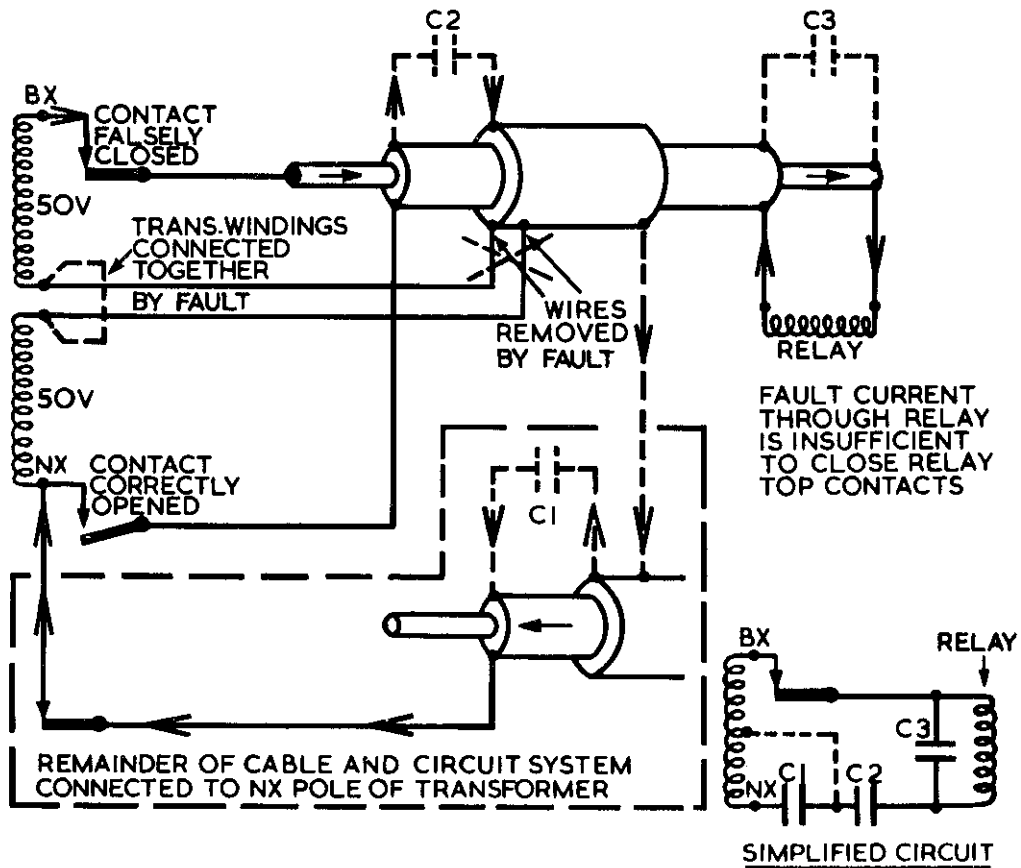 C2
C3
BX
CONTACT
FALSELY
CLOSED
50V
TRANS.WINDINGS
CONNECTED
TOGETHER
BY FAULT
WIRES
REMOVED
BY FAULT
RELAY
50V
FAULT CURRENT
THROUGH RELAY
IS INSUFFICIENT
TO CLOSE RELAY
TOP CONTACTS
NX
CONTACT
CORRECTLY
OPENED
C1
REMAINDER OF CABLE AND CIRCUIT SYSTEM
CONNECTED TO NX POLE OF TRANSFORMER
BX
RELAY
C3
NX
C1
C2
SIMPLIFIED CIRCUIT